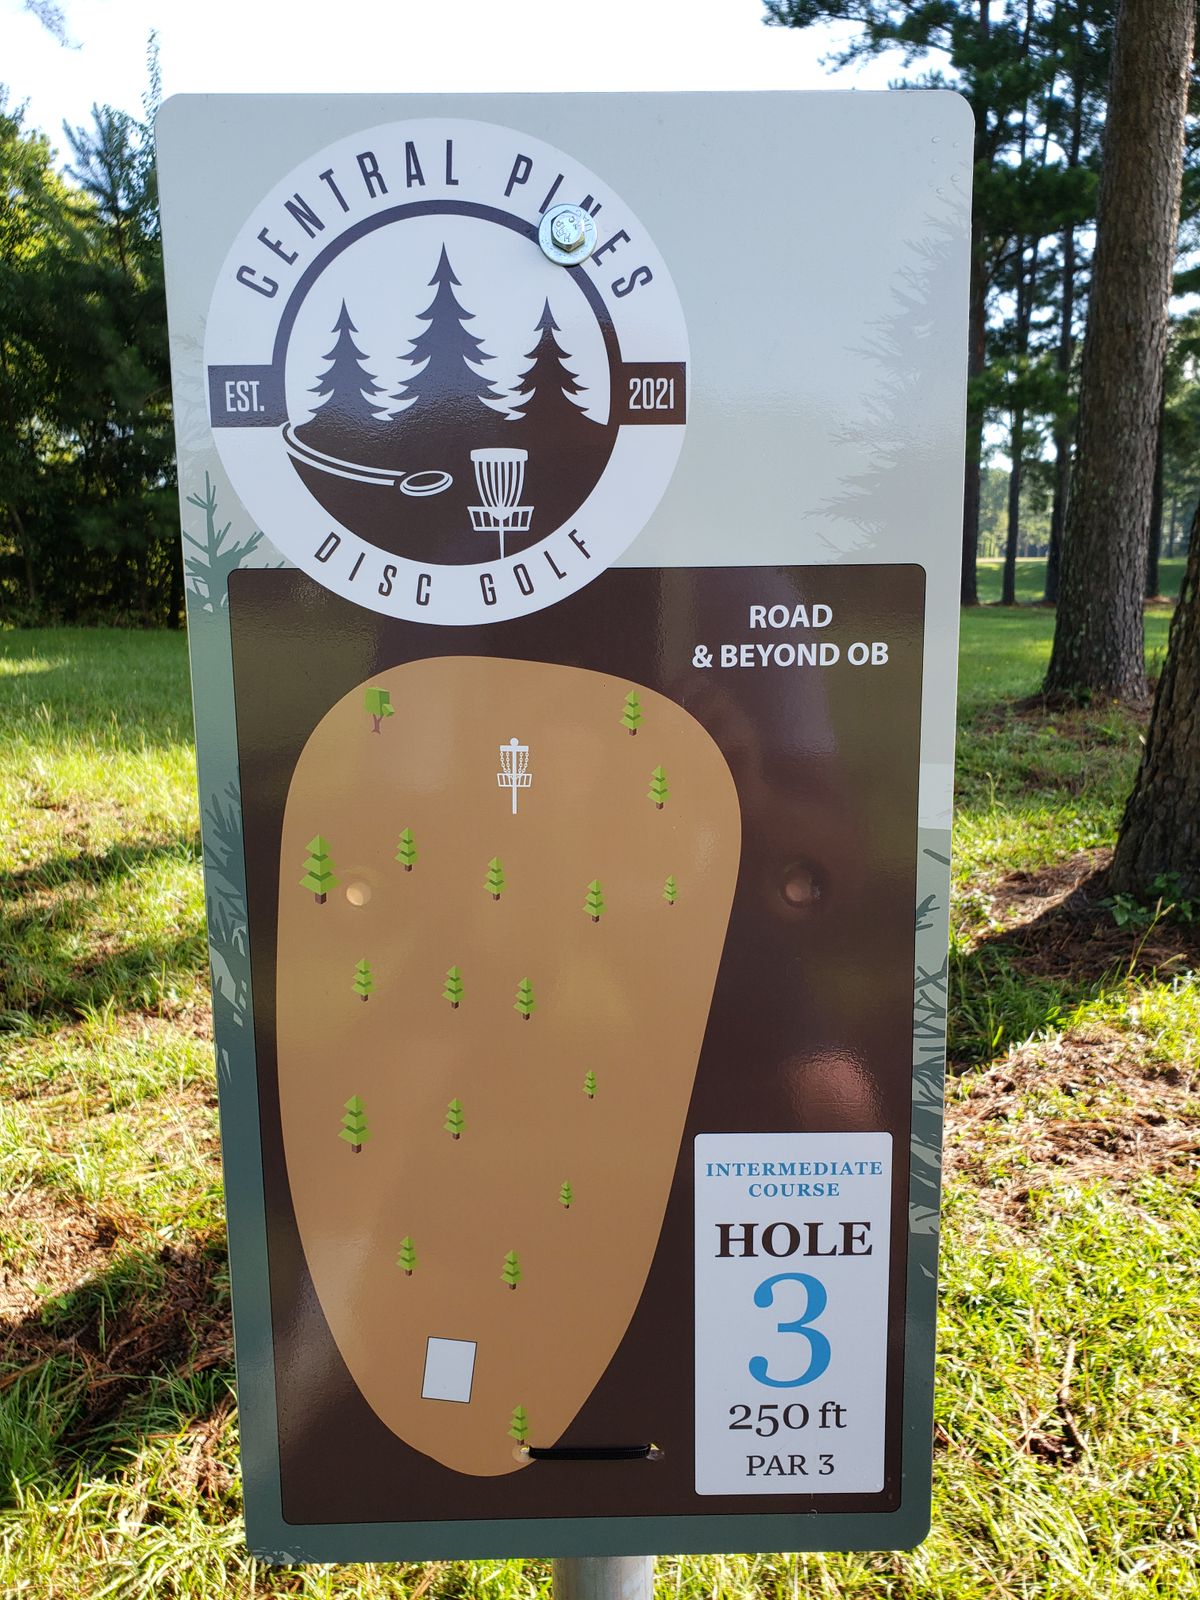 CENTRAL PINES
EST.
2021
DISC GOLF
ROAD
& BEYOND OB
INTERMEDIATE
COURSE
HOLE
3
250 ft
PAR 3